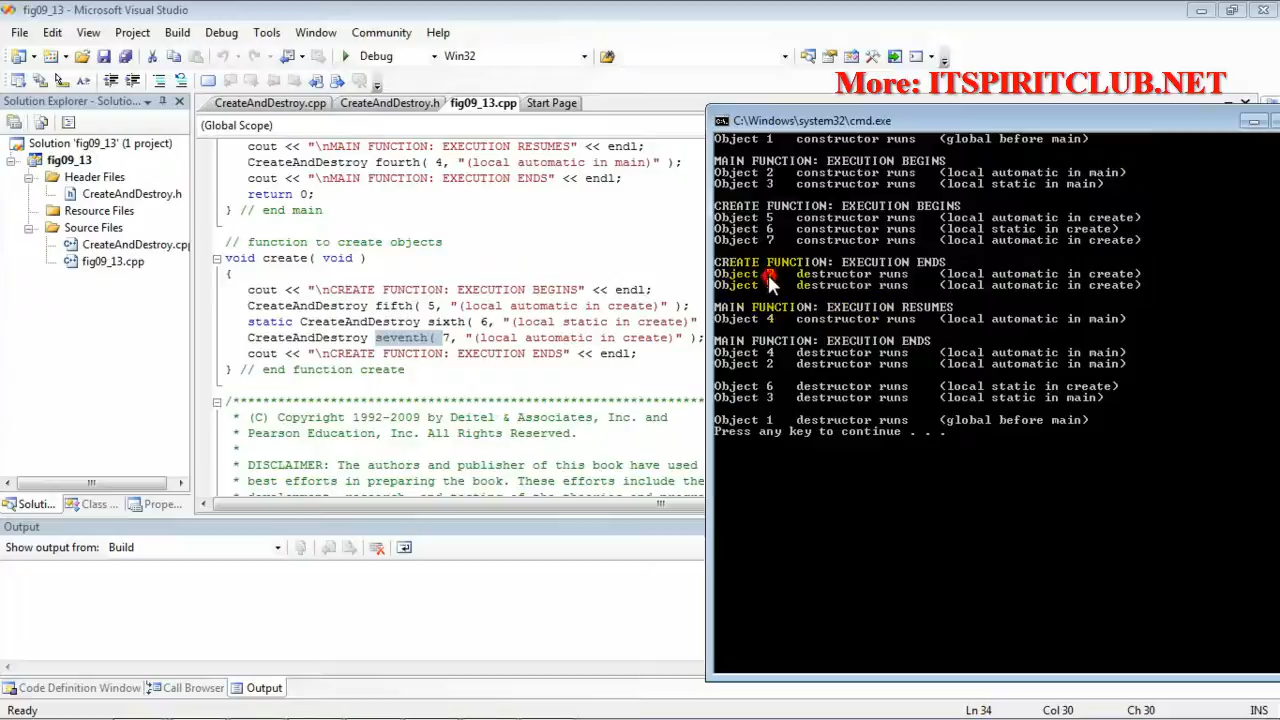 fig09_13 - Microsoft Visual Studio
File Edit View Project Build Debug Tools Window Community Help
Debug Win32
More: ITSPIRITCLUB.NET
Solution Explorer - Solutio...
CreateAndDestroy.cpp CreateAndDestroy.h fig09_13.cpp Start Page
(Global Scope)
Solution 'fig09_13' (1 project)
fig09_13
Header Files
CreateAndDestroy.h
Resource Files
Source Files
CreateAndDestroy.cpp
fig09_13.cpp
cout << "\nMAIN FUNCTION: EXECUTION RESUMES" << endl;
CreateAndDestroy fourth( 4, "(local automatic in main)" );
cout << "\nMAIN FUNCTION: EXECUTION ENDS" << endl;
return 0;
} // end main
// function to create objects
void create( void )
{
cout << "\nCREATE FUNCTION: EXECUTION BEGINS" << endl;
CreateAndDestroy fifth( 5, "(local automatic in create)" );
static CreateAndDestroy sixth( 6, "(local static in create)"
CreateAndDestroy seventh( 7, "(local automatic in create)" );
cout << "\nCREATE FUNCTION: EXECUTION ENDS" << endl;
} // end function create
/*******************************************************
* (C) Copyright 1992-2009 by Deitel & Associates, Inc. and
* Pearson Education, Inc. All Rights Reserved.
*
* DISCLAIMER: The authors and publisher of this book have used
* best efforts in preparing the book. These efforts include the
C:\Windows\system32\cmd.exe
Object 1 constructor runs (global before main)
MAIN FUNCTION: EXECUTION BEGINS
Object 2 constructor runs (local automatic in main)
Object 3 constructor runs (local static in main)
CREATE FUNCTION: EXECUTION BEGINS
Object 5 constructor runs (local automatic in create)
Object 6 constructor runs (local static in create)
Object 7 constructor runs (local automatic in create)
CREATE FUNCTION: EXECUTION ENDS
Object destructor runs (local automatic in create)
Object destructor runs (local automatic in create)
MAIN FUNCTION: EXECUTION RESUMES
Object 4 constructor runs (local automatic in main)
MAIN FUNCTION: EXECUTION ENDS
Object 4 destructor runs (local automatic in main)
Object 2 destructor runs (local automatic in main)
Object 6 destructor runs (local static in create)
Object 3 destructor runs (local static in main)
Object 1 destructor runs (global before main)
Press any key to continue . . .
Soluti... Class ... Prope...
Output
Show output from: Build
Code Definition Window Call Browser Output
Ready Ln 34 Col 30 Ch 30 INS